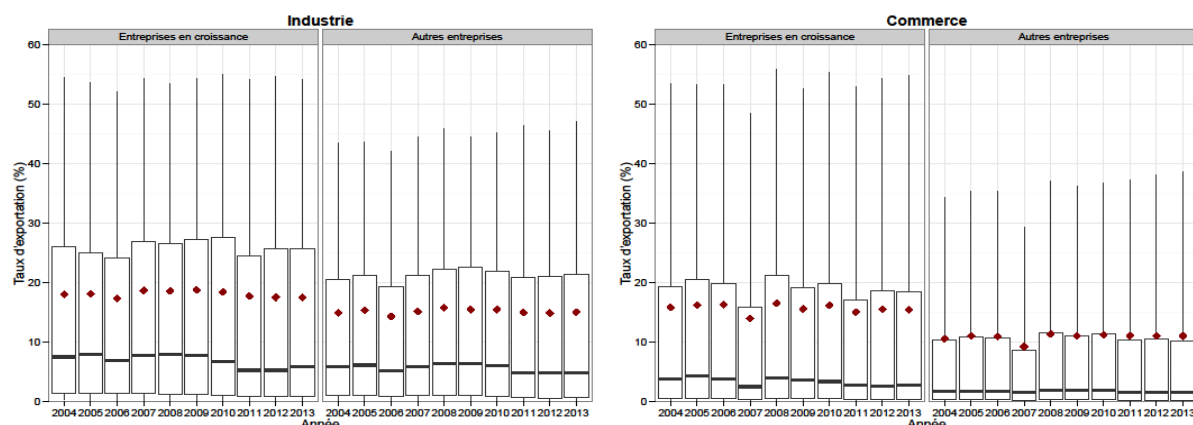 Industrie
Entreprises en croissance Autres entreprises
Taux d'exportation (%)
60
50
40
30
20
10
0
2004 2005 2006 2007 2008 2009 2010 2011 2012 2013 2004 2005 2006 2007 2008 2009 2010 2011 2012 2013
Année
Commerce
Entreprises en croissance Autres entreprises
Taux d'exportation (%)
60
50
40
30
20
10
0
2004 2005 2006 2007 2008 2009 2010 2011 2012 2013 2004 2005 2006 2007 2008 2009 2010 2011 2012 2013
Année